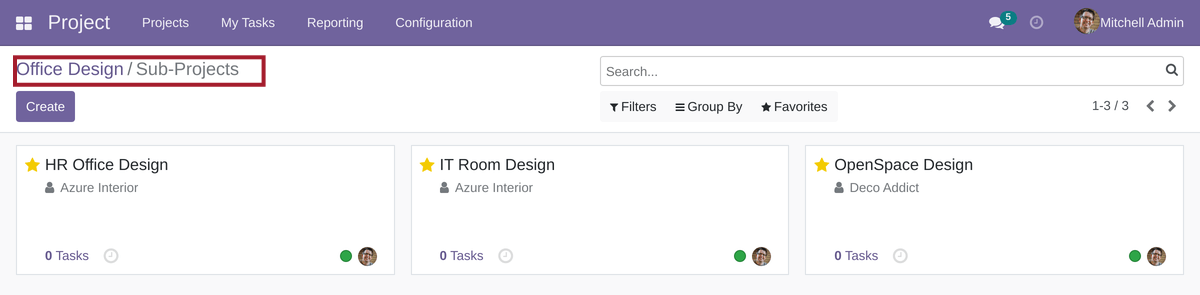 Project Projects My Tasks Reporting Configuration 5 Mitchell Admin
Office Design / Sub-Projects
Search...
Create
Filters Group By Favorites 1-3 / 3
HR Office Design
Azure Interior
0 Tasks
IT Room Design
Azure Interior
0 Tasks
OpenSpace Design
Deco Addict
0 Tasks